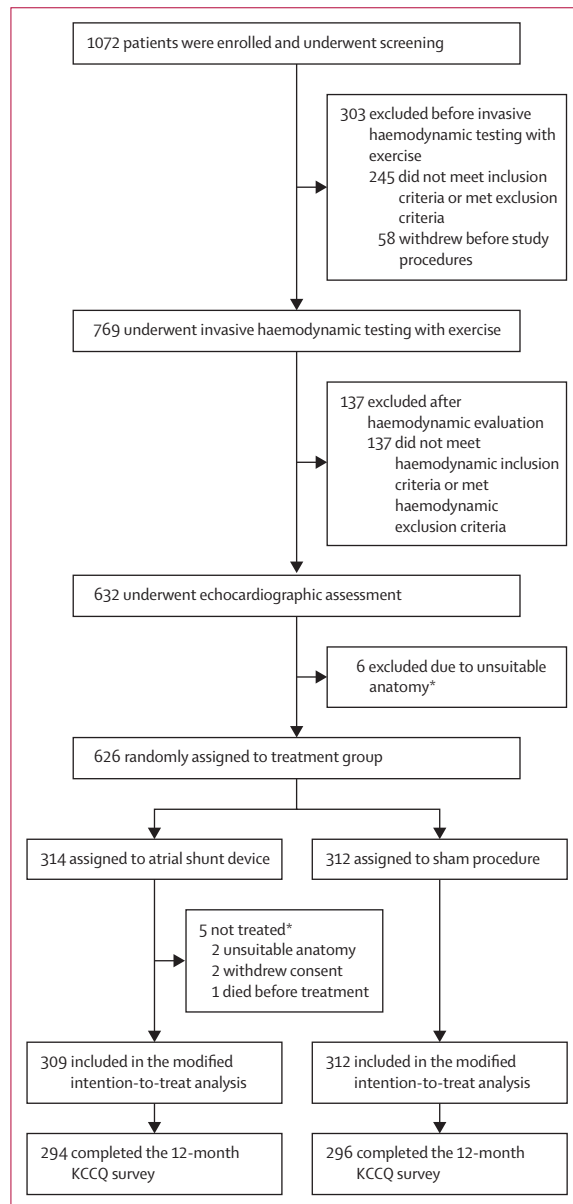 1072 patients were enrolled and underwent screening
303 excluded before invasive
haemodynamic testing with
exercise
245 did not meet inclusion
criteria or met exclusion
criteria
58 withdrew before study
procedures
769 underwent invasive haemodynamic testing with exercise
137 excluded after
haemodynamic evaluation
137 did not meet
haemodynamic inclusion
criteria or met
haemodynamic
exclusion criteria
632 underwent echocardiographic assessment
6 excluded due to unsuitable
anatomy*
626 randomly assigned to treatment group
314 assigned to atrial shunt device
312 assigned to sham procedure
5 not treated*
2 unsuitable anatomy
2 withdrew consent
1 died before treatment
309 included in the modified
intention-to-treat analysis
312 included in the modified
intention-to-treat analysis
294 completed the 12-month
KCCQ survey
296 completed the 12-month
KCCQ survey